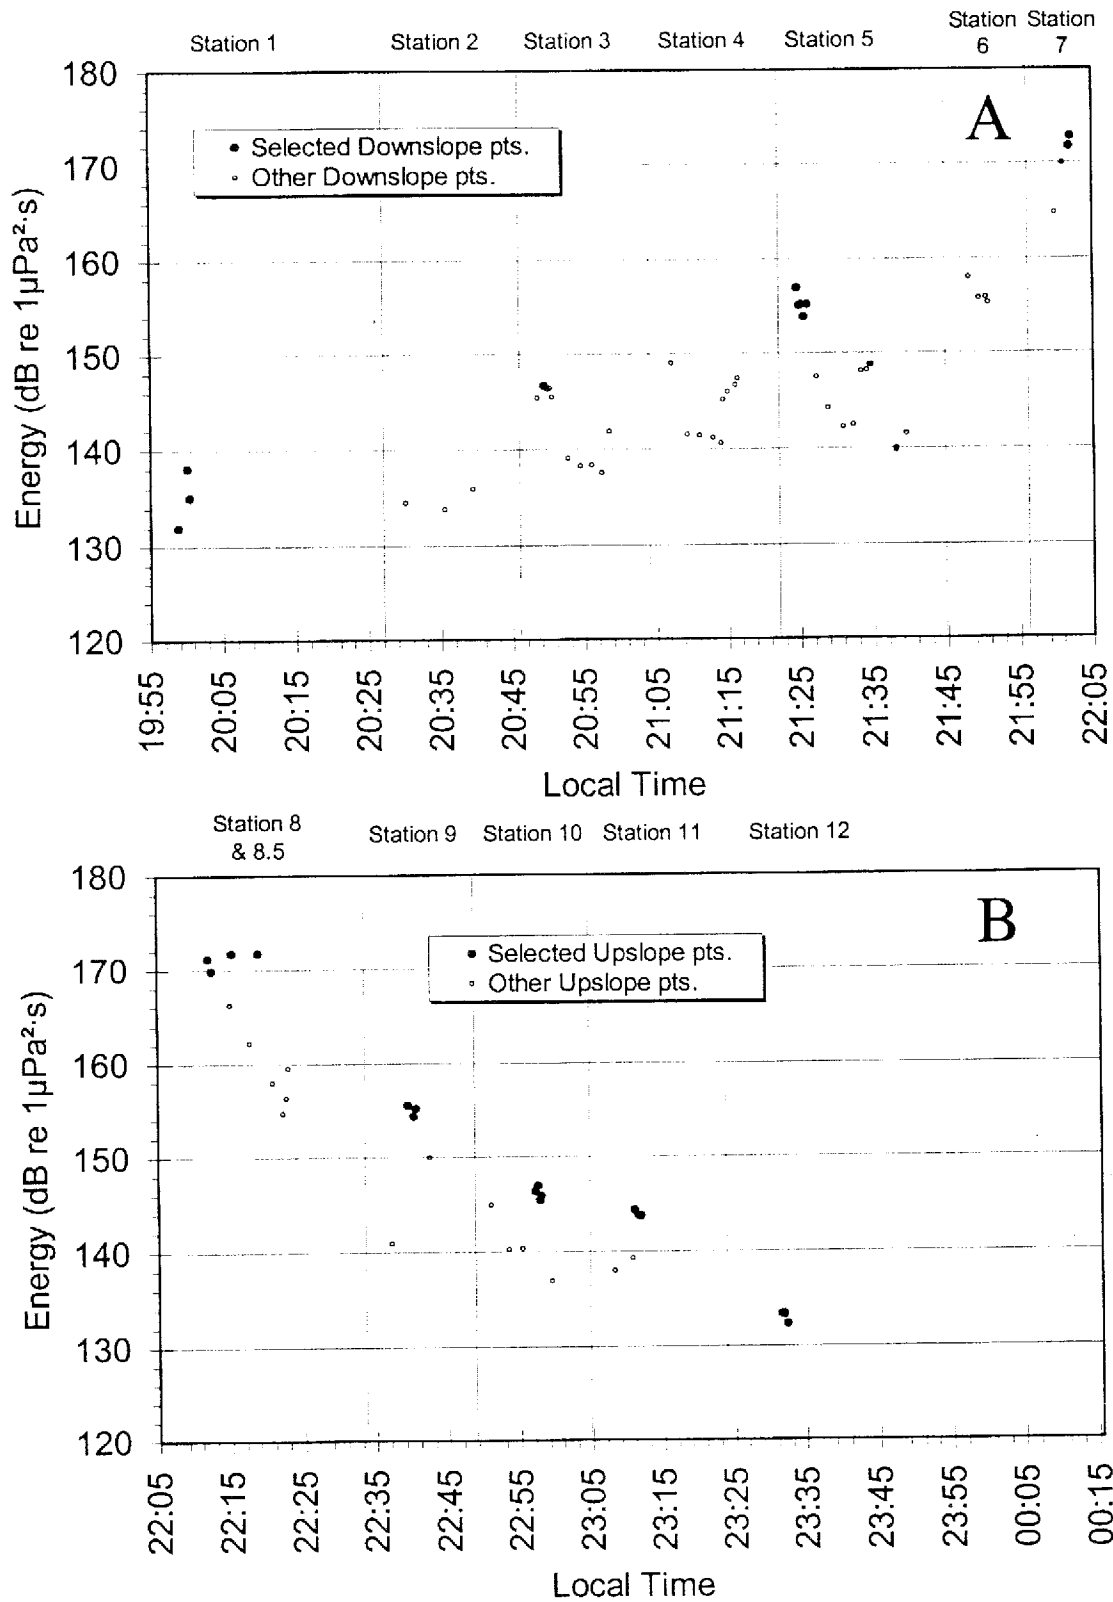 Station 1 Station 2 Station 3 Station 4 Station 5 Station 6 Station 7
A
Selected Downslope pts.
Other Downslope pts.
Energy (dB re 1µPa²·s)
180
170
160
150
140
130
120
19:55 20:05 20:15 20:25 20:35 20:45 20:55 21:05 21:15 21:25 21:35 21:45 21:55 22:05
Local Time
Station 8 & 8.5 Station 9 Station 10 Station 11 Station 12
B
Selected Upslope pts.
Other Upslope pts.
Energy (dB re 1µPa²·s)
180
170
160
150
140
130
120
22:05 22:15 22:25 22:35 22:45 22:55 23:05 23:15 23:25 23:35 23:45 23:55 00:05 00:15
Local Time